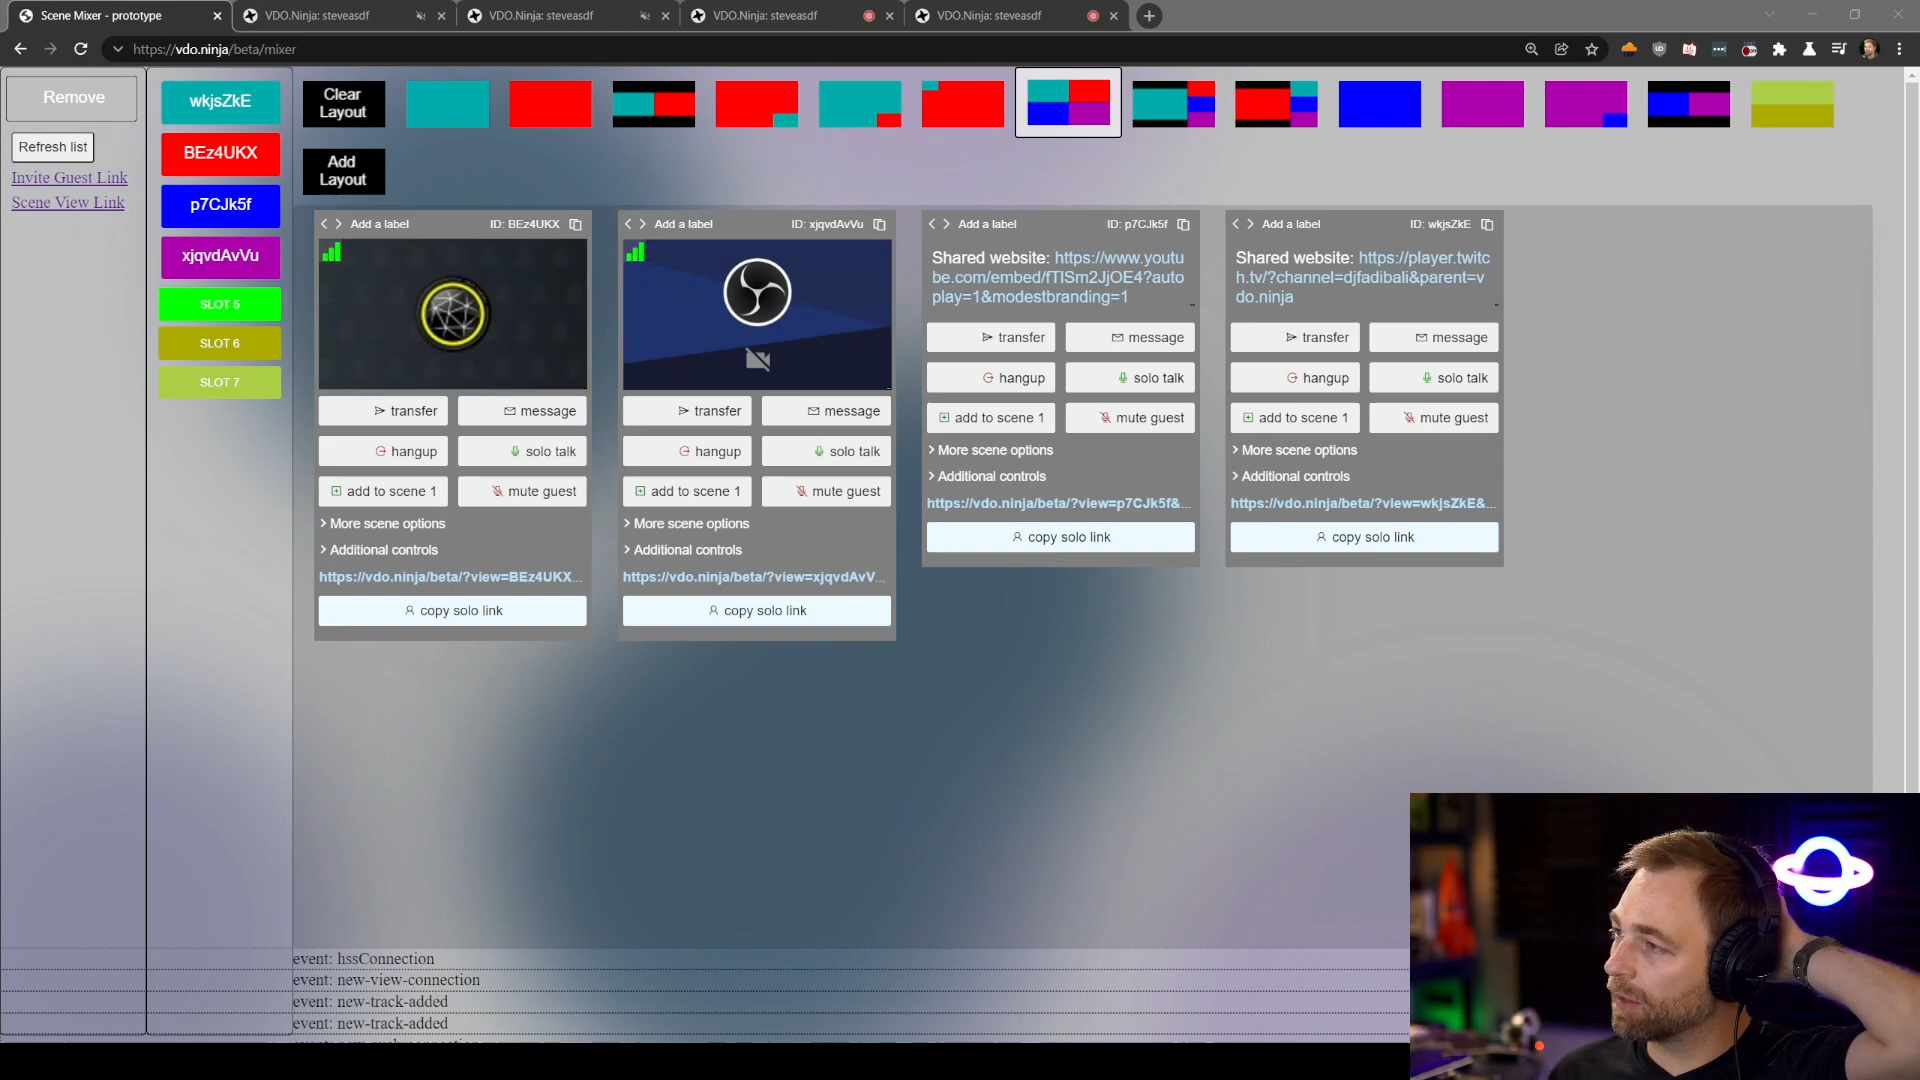 Scene Mixer - prototype
VDO.Ninja: steveasdf
VDO.Ninja: steveasdf
VDO.Ninja: steveasdf
VDO.Ninja: steveasdf
https://vdo.ninja/beta/mixer
Remove
Refresh list
Invite Guest Link
Scene View Link
wkjsZkE
BEz4UKX
p7CJk5f
xjqvdAvVu
SLOT 5
SLOT 6
SLOT 7
Clear
Layout
Add
Layout
Add a label
ID: BEz4UKX
transfer
message
hangup
solo talk
add to scene 1
mute guest
More scene options
Additional controls
https://vdo.ninja/beta/?view=BEz4UKX...
copy solo link
Add a label
ID: xjqvdAvVu
transfer
message
hangup
solo talk
add to scene 1
mute guest
More scene options
Additional controls
https://vdo.ninja/beta/?view=xjqvdAvV...
copy solo link
Add a label
ID: p7CJk5f
Shared website: https://www.youtu
be.com/embed/fTlSm2JjOE4?auto
play=1&modestbranding=1
transfer
message
hangup
solo talk
add to scene 1
mute guest
More scene options
Additional controls
https://vdo.ninja/beta/?view=p7CJk5f&...
copy solo link
Add a label
ID: wkjsZkE
Shared website: https://player.twitc
h.tv/?channel=djfadibali&parent=v
do.ninja
transfer
message
hangup
solo talk
add to scene 1
mute guest
More scene options
Additional controls
https://vdo.ninja/beta/?view=wkjsZkE&...
copy solo link
event: hssConnection
event: new-view-connection
event: new-track-added
event: new-track-added